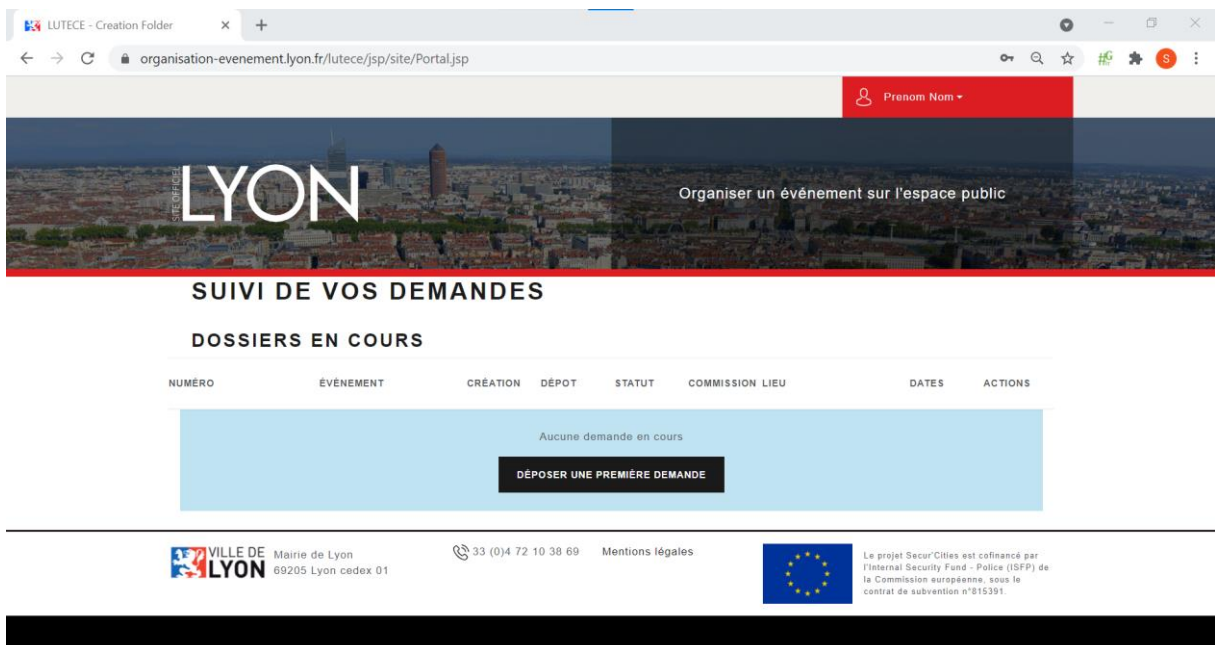 LUTECE - Creation Folder
organisation-evenement.lyon.fr/lutece/jsp/site/Portal.jsp
S
Prenom Nom
SITE OFFICIEL
LYON
Organiser un événement sur l'espace public
SUIVI DE VOS DEMANDES
DOSSIERS EN COURS
NUMÉRO ÉVÈNEMENT CRÉATION DÉPOT STATUT COMMISSION LIEU DATES ACTIONS
Aucune demande en cours
DÉPOSER UNE PREMIÈRE DEMANDE
VILLE DE
LYON
Mairie de Lyon
69205 Lyon cedex 01
33 (0)4 72 10 38 69
Mentions légales
Le projet Secur'Cities est cofinancé par
l'Internal Security Fund - Police (ISFP) de
la Commission européenne, sous le
contrat de subvention n°815391.